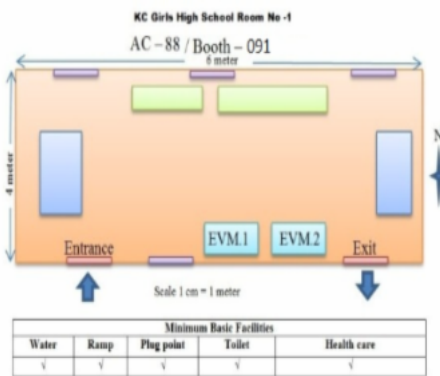 KC Girls High School Room No -1
AC – 88 / Booth – 091
6 meter
4 meter
N
EVM.1 EVM.2
Entrance Exit
Scale 1 cm = 1 meter
Minimum Basic Facilities
Water Ramp Plug point Toilet Health care
√ √ √ √ √